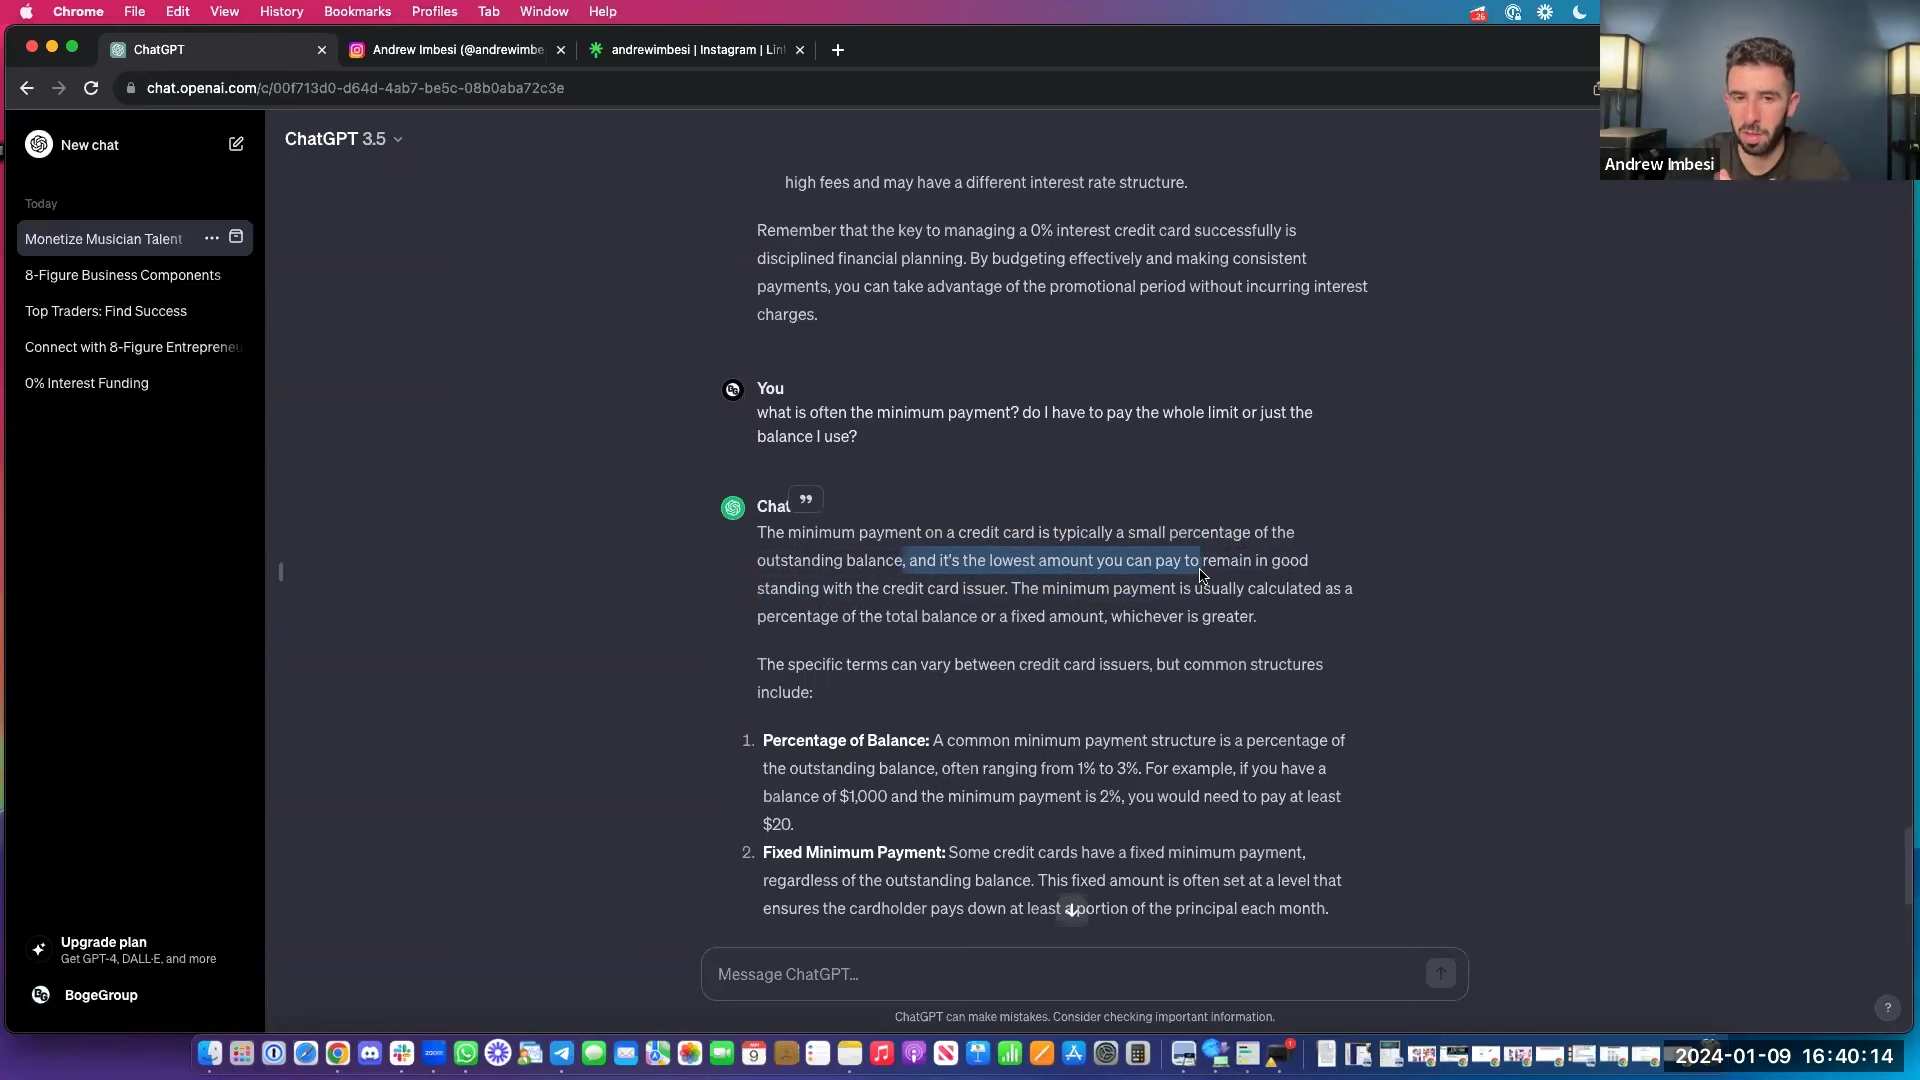 Chrome File Edit View History Bookmarks Profiles Tab Window Help
ChatGPT
Andrew Imbesi (@andrewimbe
andrewimbesi | Instagram | Lin
chat.openai.com/c/00f713d0-d64d-4ab7-be5c-08b0aba72c3e
Andrew Imbesi
New chat
ChatGPT 3.5
Today
Monetize Musician Talent
8-Figure Business Components
Top Traders: Find Success
Connect with 8-Figure Entrepreneu
0% Interest Funding
high fees and may have a different interest rate structure.
Remember that the key to managing a 0% interest credit card successfully is
disciplined financial planning. By budgeting effectively and making consistent
payments, you can take advantage of the promotional period without incurring interest
charges.
You
what is often the minimum payment? do I have to pay the whole limit or just the
balance I use?
Chat
The minimum payment on a credit card is typically a small percentage of the
outstanding balance, and it's the lowest amount you can pay to remain in good
standing with the credit card issuer. The minimum payment is usually calculated as a
percentage of the total balance or a fixed amount, whichever is greater.
The specific terms can vary between credit card issuers, but common structures
include:
1. Percentage of Balance: A common minimum payment structure is a percentage of
the outstanding balance, often ranging from 1% to 3%. For example, if you have a
balance of $1,000 and the minimum payment is 2%, you would need to pay at least
$20.
2. Fixed Minimum Payment: Some credit cards have a fixed minimum payment,
regardless of the outstanding balance. This fixed amount is often set at a level that
ensures the cardholder pays down at least a portion of the principal each month.
Upgrade plan
Get GPT-4, DALL·E, and more
BogeGroup
Message ChatGPT...
ChatGPT can make mistakes. Consider checking important information.
?
zoom
9
2024-01-09 16:40:14